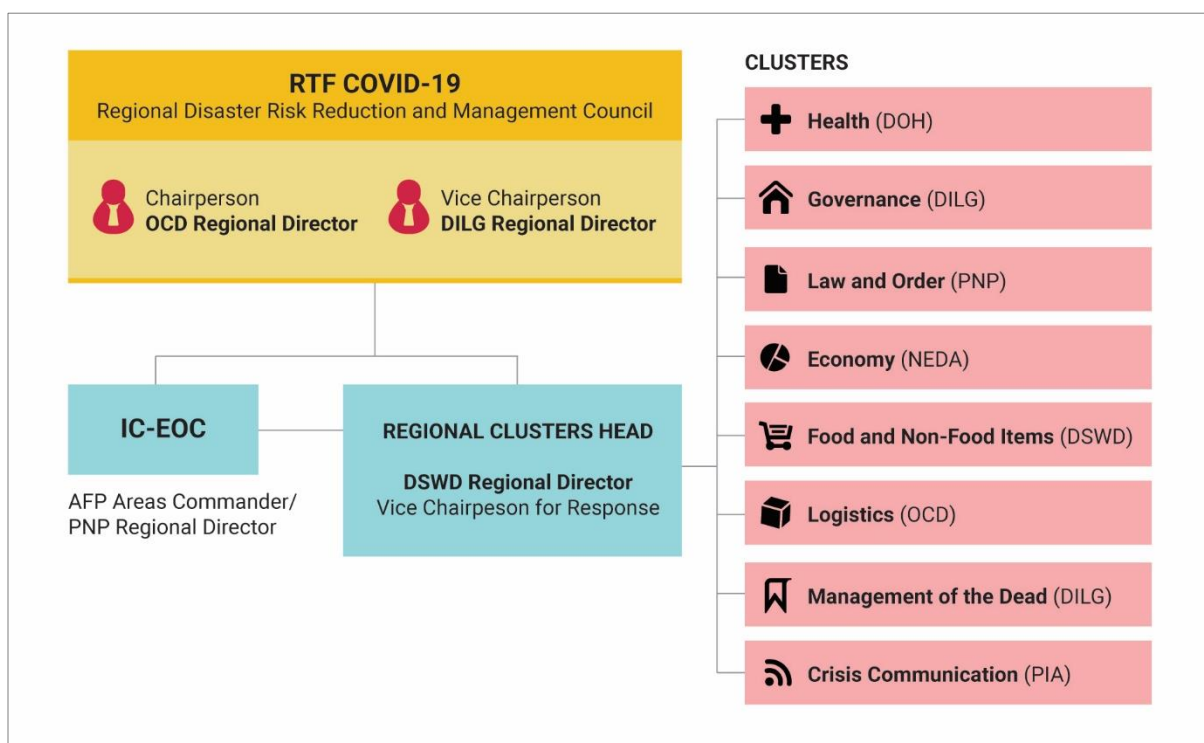 RTF COVID-19
Regional Disaster Risk Reduction and Management Council
Chairperson
OCD Regional Director
Vice Chairperson
DILG Regional Director
IC-EOC
AFP Areas Commander/
PNP Regional Director
REGIONAL CLUSTERS HEAD
DSWD Regional Director
Vice Chairpeson for Response
CLUSTERS
Health (DOH)
Governance (DILG)
Law and Order (PNP)
Economy (NEDA)
Food and Non-Food Items (DSWD)
Logistics (OCD)
Management of the Dead (DILG)
Crisis Communication (PIA)